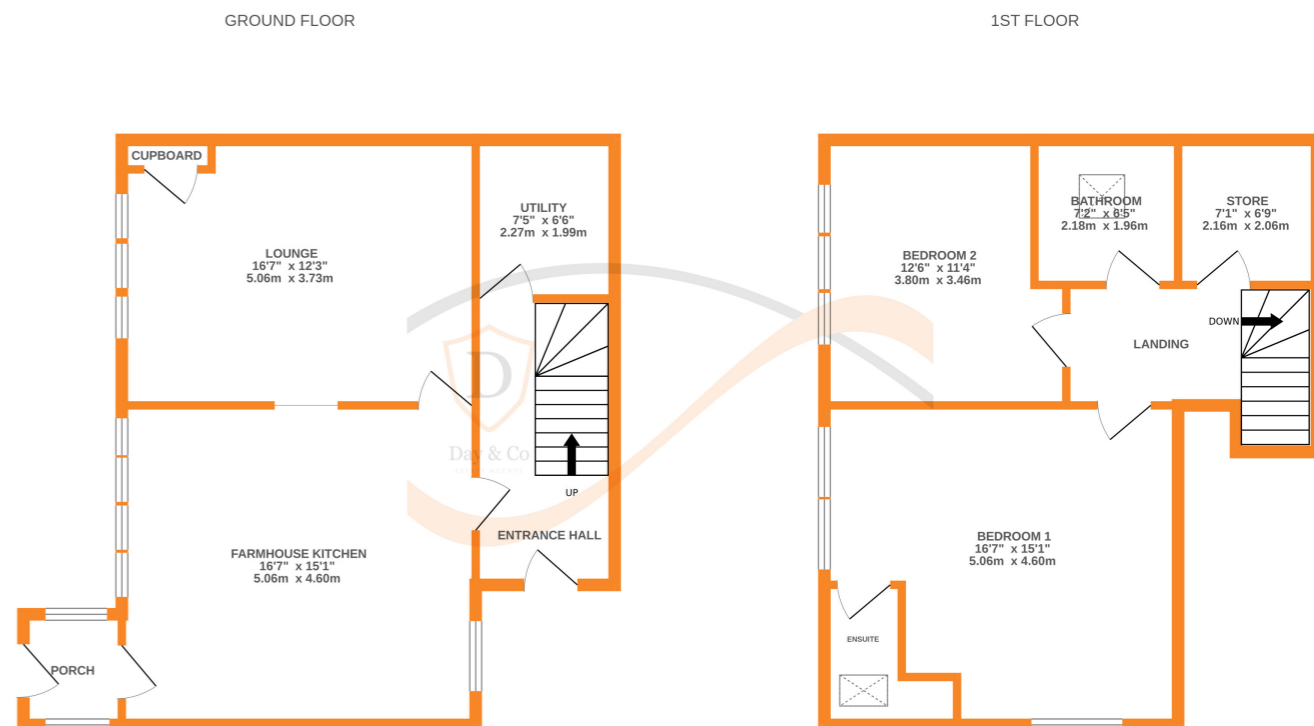 GROUND FLOOR
CUPBOARD
LOUNGE
16'7" x 12'3"
5.06m x 3.73m
UTILITY
7'5" x 6'6"
2.27m x 1.99m
D
Day & Co
UP
ENTRANCE HALL
FARMHOUSE KITCHEN
16'7" x 15'1"
5.06m x 4.60m
PORCH
1ST FLOOR
BEDROOM 2
12'6" x 11'4"
3.80m x 3.46m
BATHROOM
7'2" x 6'5"
2.18m x 1.96m
STORE
7'1" x 6'9"
2.16m x 2.06m
DOWN
LANDING
BEDROOM 1
16'7" x 15'1"
5.06m x 4.60m
ENSUITE